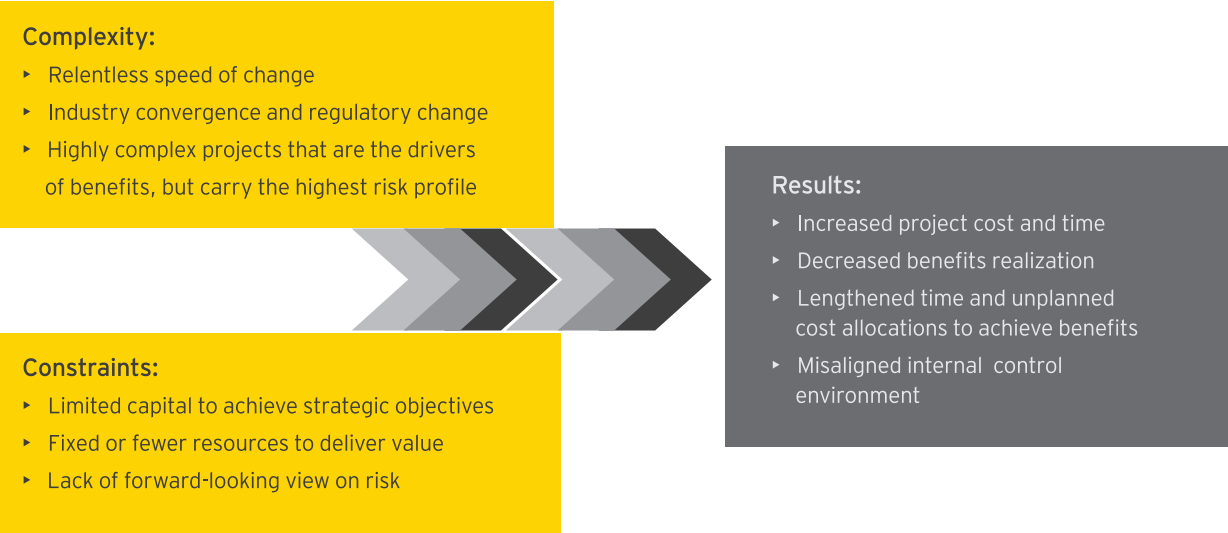 Complexity:
‣ Relentless speed of change
‣ Industry convergence and regulatory change
‣ Highly complex projects that are the drivers
of benefits, but carry the highest risk profile
Constraints:
‣ Limited capital to achieve strategic objectives
‣ Fixed or fewer resources to deliver value
‣ Lack of forward-looking view on risk
Results:
‣ Increased project cost and time
‣ Decreased benefits realization
‣ Lengthened time and unplanned
cost allocations to achieve benefits
‣ Misaligned internal control
environment